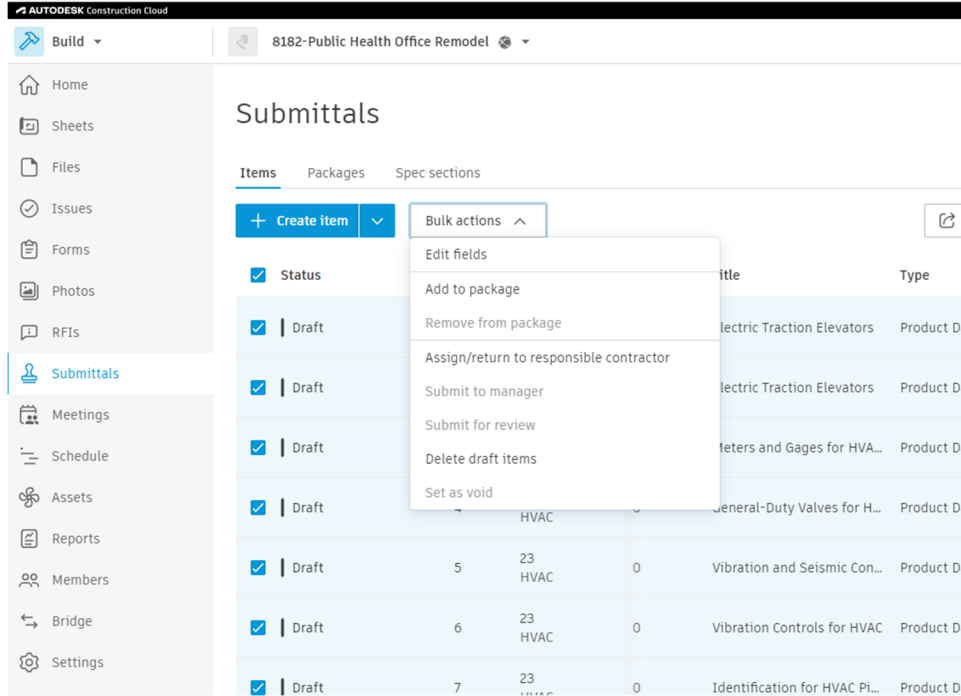 AUTODESK Construction Cloud
Build
8182-Public Health Office Remodel
Home
Sheets
Files
Issues
Forms
Photos
RFIs
Submittals
Meetings
Schedule
Assets
Reports
Members
Bridge
Settings
Submittals
Items Packages Spec sections
Create item
Bulk actions
Edit fields
Add to package
Remove from package
Assign/return to responsible contractor
Submit to manager
Submit for review
Delete draft items
Set as void
Status itle Type
Draft lectric Traction Elevators Product D
Draft lectric Traction Elevators Product D
Draft Meters and Gages for HVA... Product D
Draft General-Duty Valves for H... Product D
HVAC
Draft 5 23 HVAC 0 Vibration and Seismic Con... Product D
Draft 6 23 HVAC 0 Vibration Controls for HVAC Product D
Draft 7 23 0 Identification for HVAC Pi... Product D